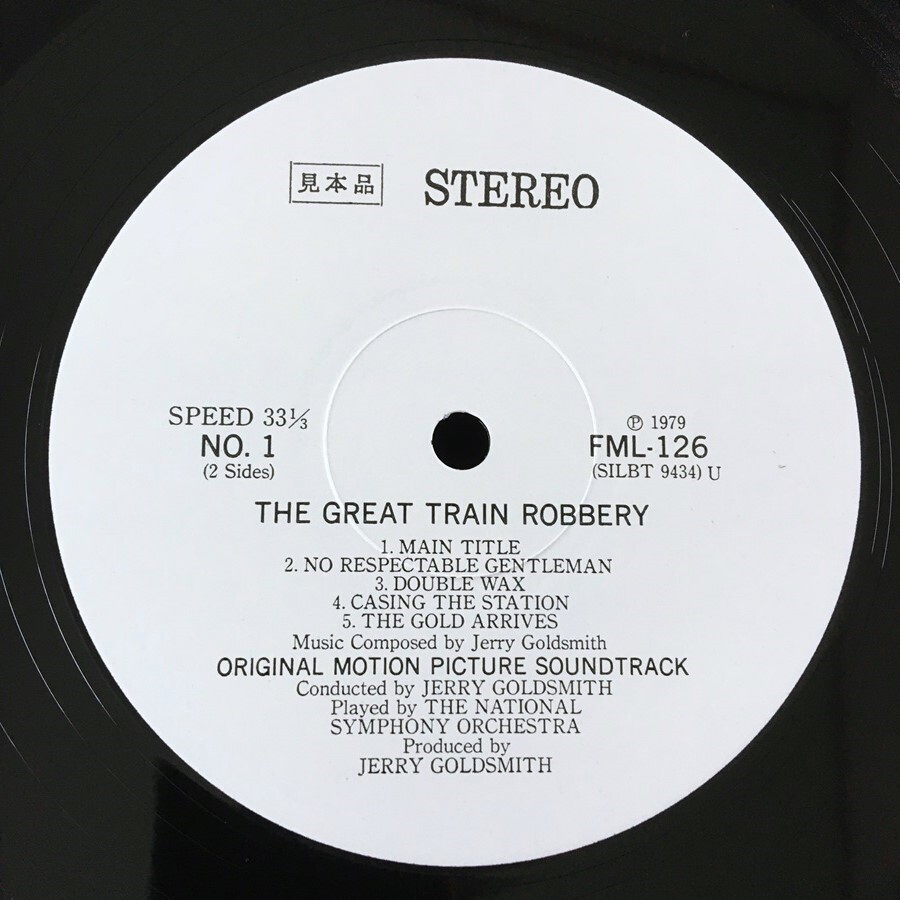 見本品 STEREO
SPEED 33⅓
NO. 1
(2 Sides)
℗ 1979
FML-126
(SILBT 9434) U
THE GREAT TRAIN ROBBERY
1. MAIN TITLE
2. NO RESPECTABLE GENTLEMAN
3. DOUBLE WAX
4. CASING THE STATION
5. THE GOLD ARRIVES
Music Composed by Jerry Goldsmith
ORIGINAL MOTION PICTURE SOUNDTRACK
Conducted by JERRY GOLDSMITH
Played by THE NATIONAL
SYMPHONY ORCHESTRA
Produced by
JERRY GOLDSMITH